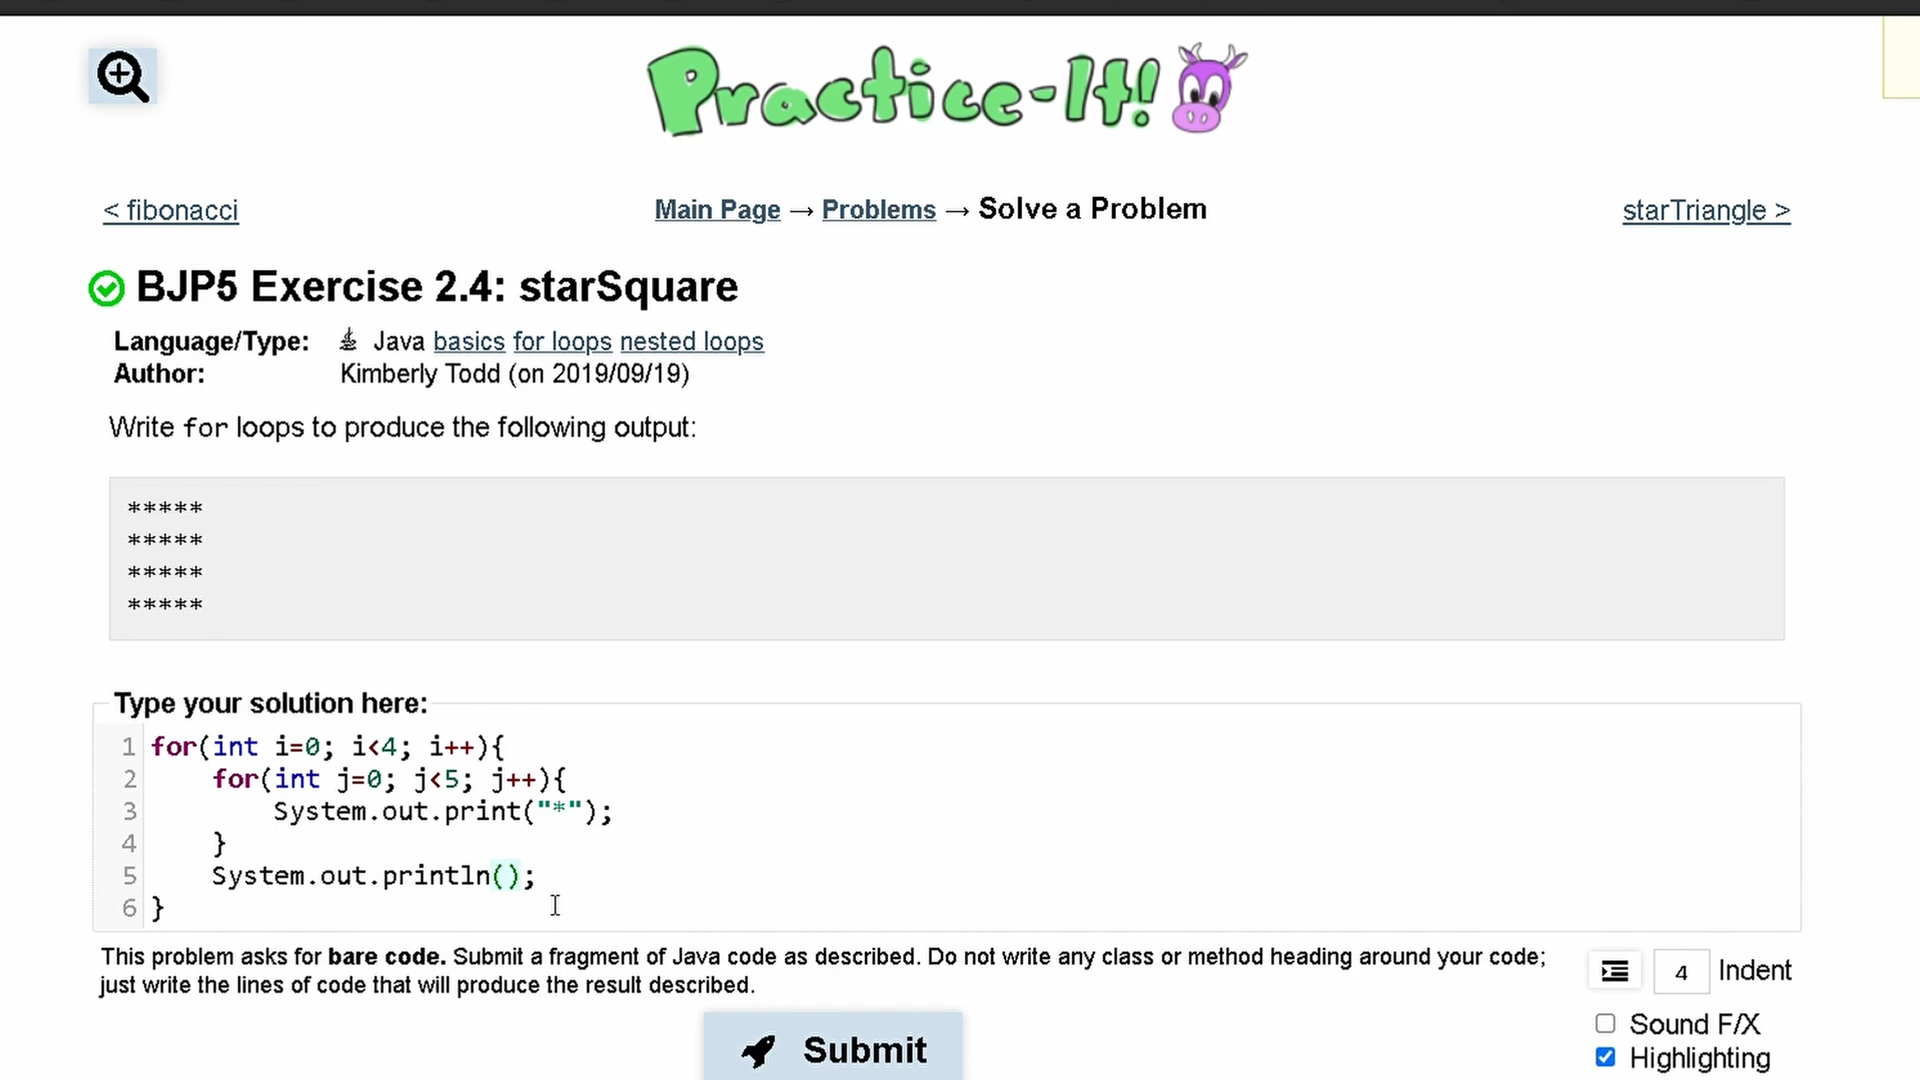 Practice-It!
< fibonacci
Main Page → Problems → Solve a Problem
starTriangle >
BJP5 Exercise 2.4: starSquare
Language/Type: Java basics for loops nested loops
Author: Kimberly Todd (on 2019/09/19)
Write for loops to produce the following output:
*****
*****
*****
*****
Type your solution here:
1 for(int i=0; i<4; i++){
2     for(int j=0; j<5; j++){
3         System.out.print("*");
4     }
5     System.out.println();
6 }
This problem asks for bare code. Submit a fragment of Java code as described. Do not write any class or method heading around your code;
just write the lines of code that will produce the result described.
4 Indent
Sound F/X
Highlighting
Submit